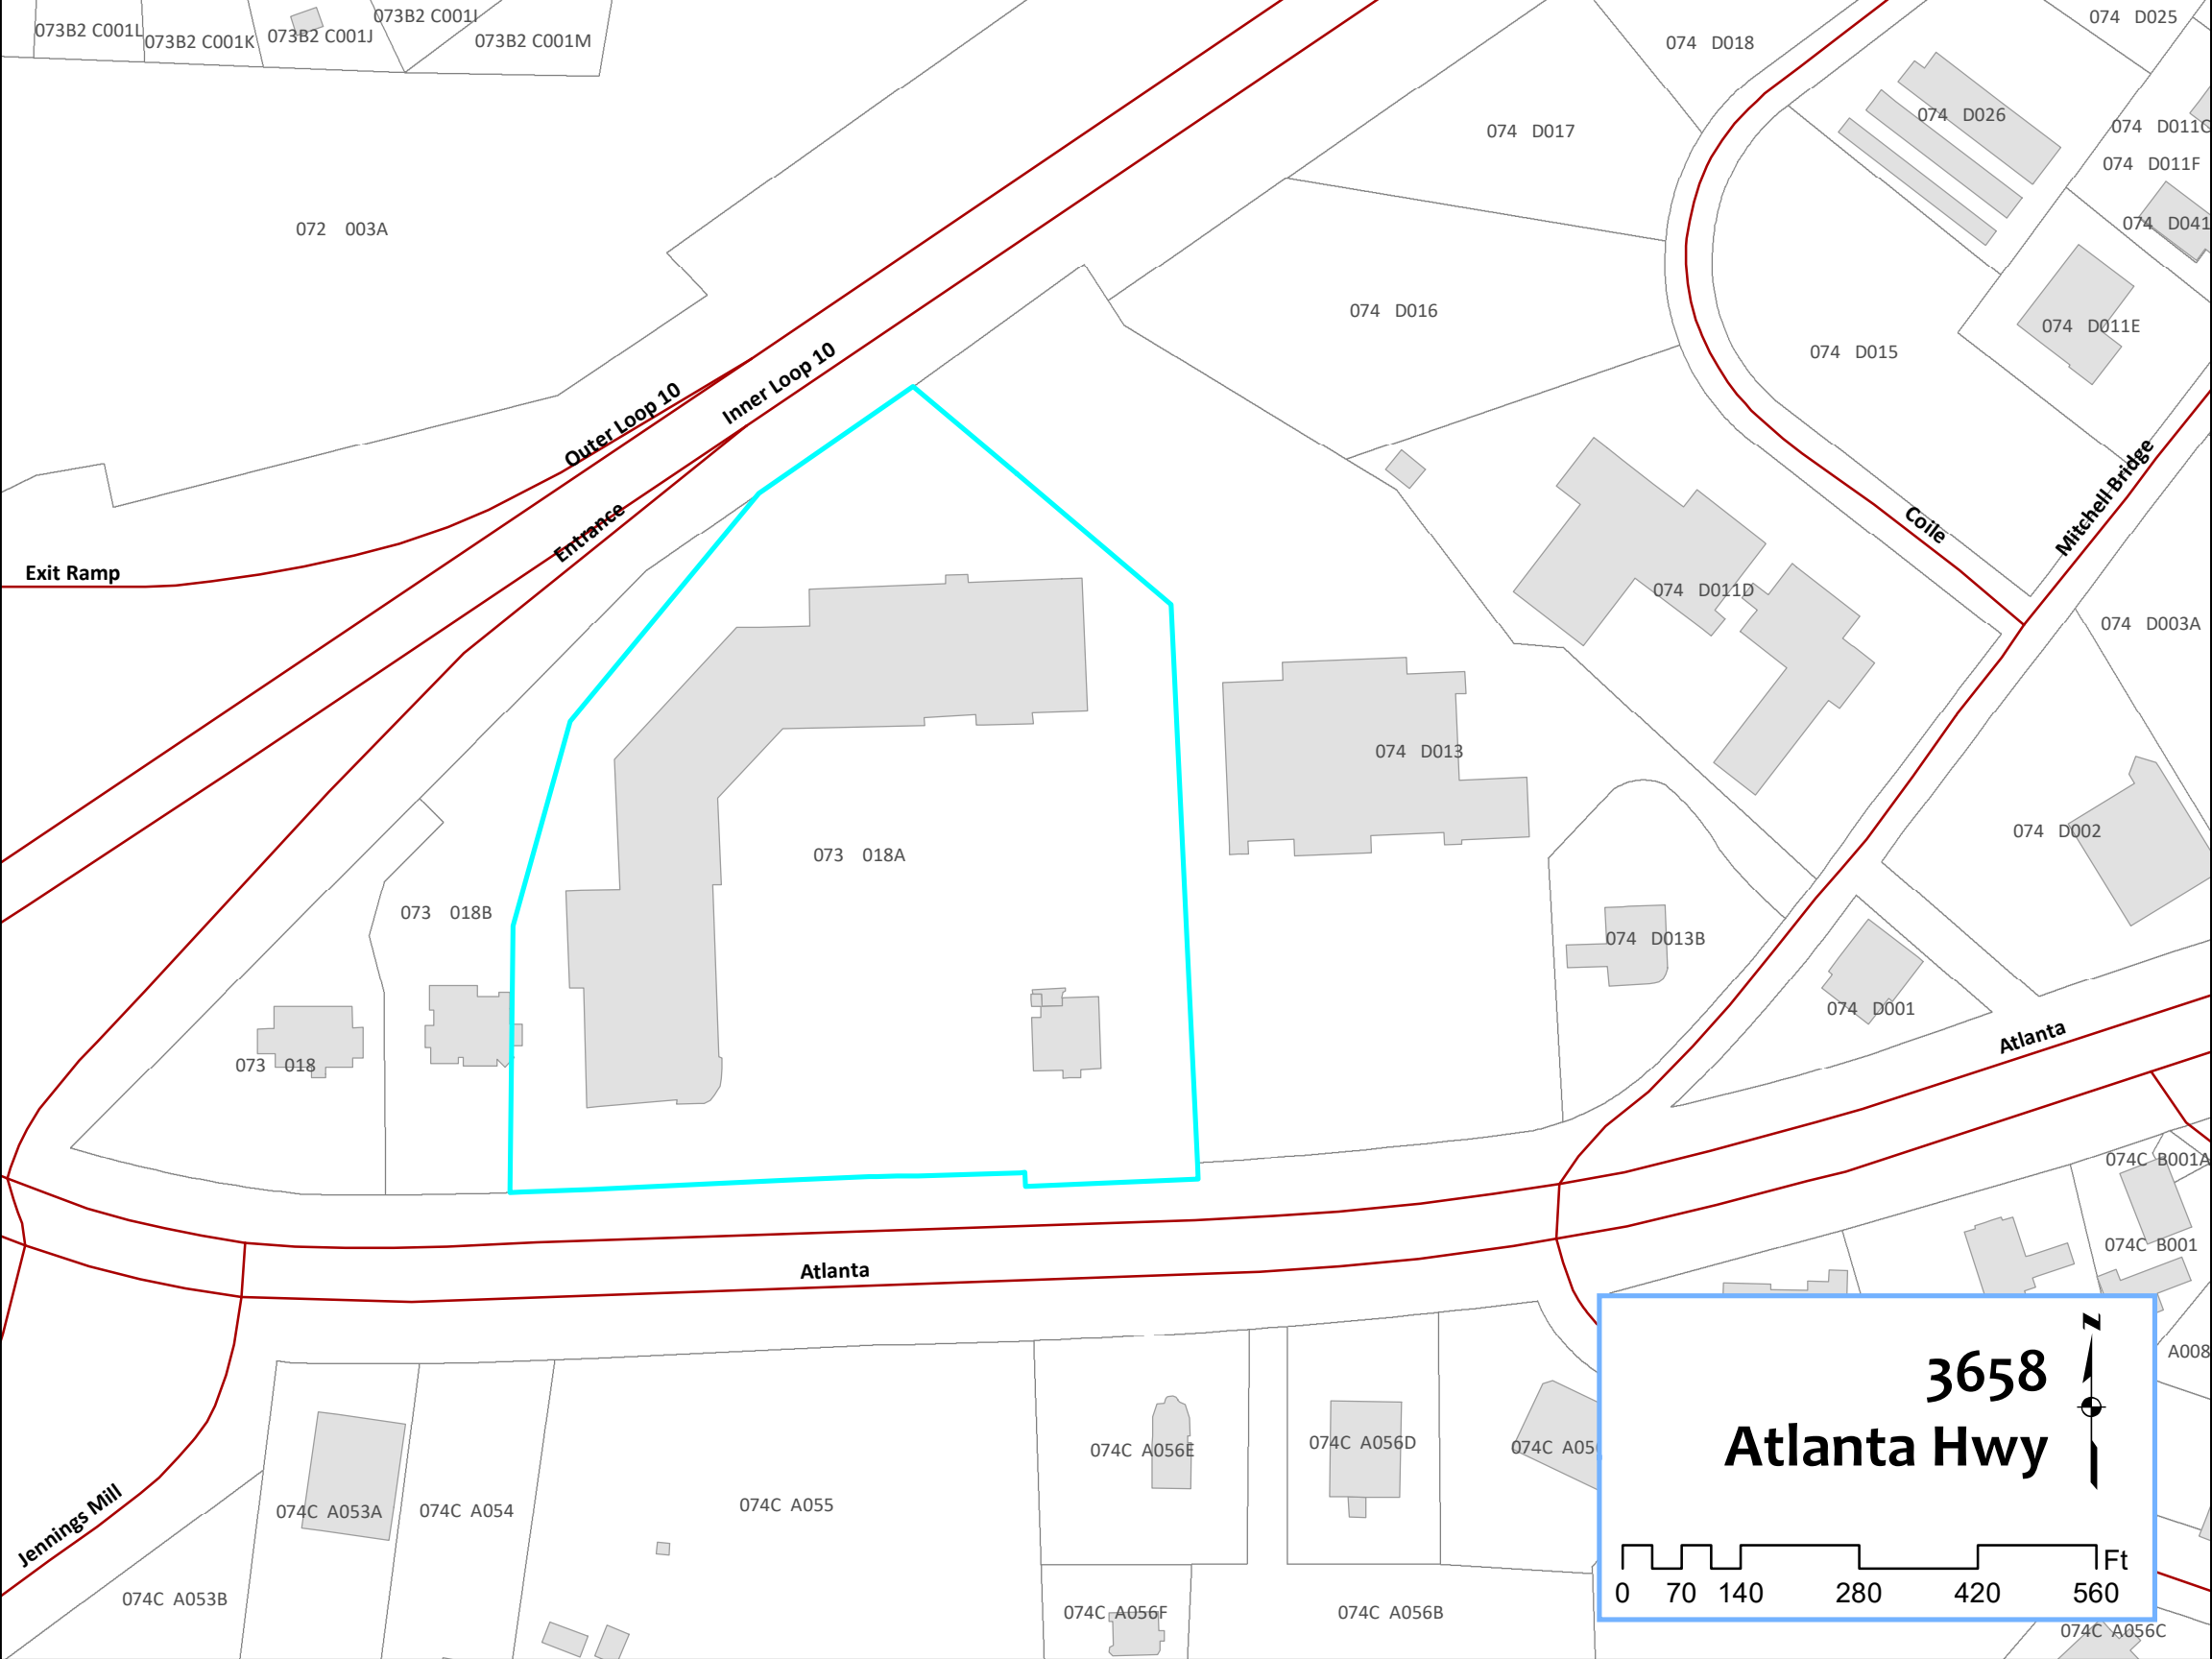 073B2 C001L
073B2 C001K
073B2 C001J
073B2 C001I
073B2 C001M
074 D018
074 D025
074 D026
074 D017
074 D011C
074 D011F
074 D041
072 003A
074 D016
074 D015
074 D011E
Outer Loop 10
Inner Loop 10
Entrance
Exit Ramp
Coile
Mitchell Bridge
074 D011D
074 D003A
074 D013
074 D002
073 018A
073 018B
074 D013B
074 D001
073 018
Atlanta
074C B001A
074C B001
Atlanta
A008
3658
Atlanta Hwy
N
074C A056E
074C A056D
074C A05
074C A053A
074C A054
074C A055
Jennings Mill
Ft
0 70 140 280 420 560
074C A053B
074C A056F
074C A056B
074C A056C